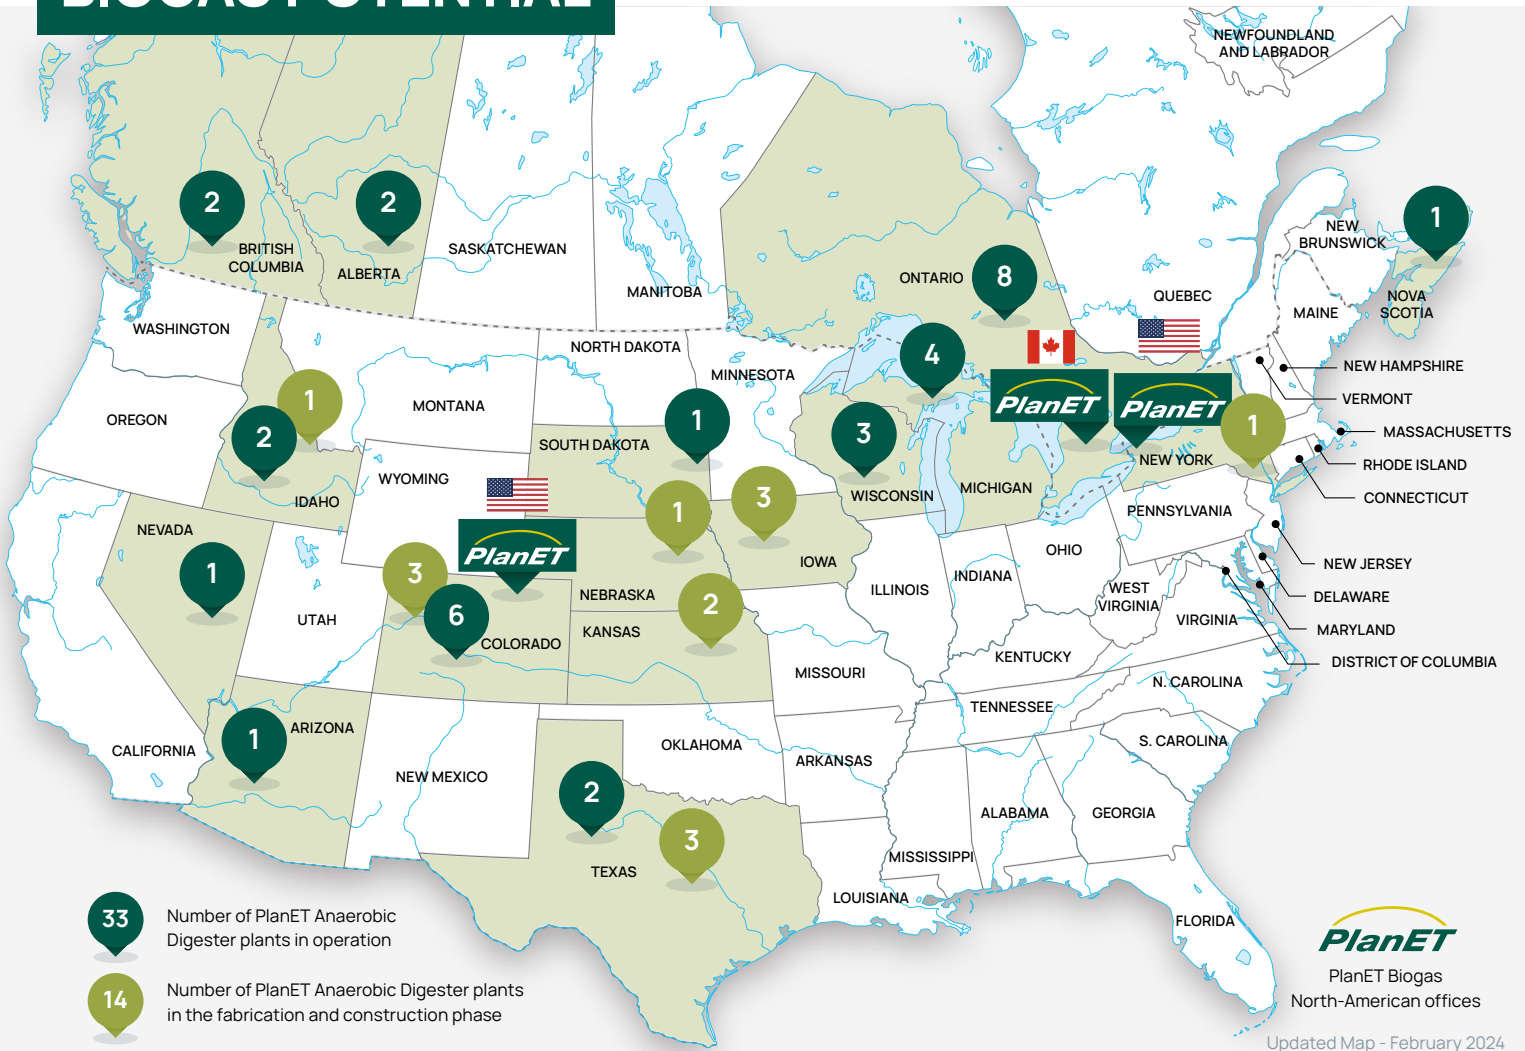 NEWFOUNDLAND
AND LABRADOR
2
2
1
BRITISH
COLUMBIA
ALBERTA
SASKATCHEWAN
MANITOBA
ONTARIO
8
QUEBEC
NEW
BRUNSWICK
NOVA
SCOTIA
MAINE
WASHINGTON
NORTH DAKOTA
MINNESOTA
4
NEW HAMPSHIRE
VERMONT
MASSACHUSETTS
RHODE ISLAND
CONNECTICUT
OREGON
1
2
MONTANA
1
3
PlanET
PlanET
1
SOUTH DAKOTA
NEW YORK
IDAHO
WYOMING
WISCONSIN
MICHIGAN
NEVADA
1
3
PENNSYLVANIA
PlanET
IOWA
OHIO
NEW JERSEY
1
3
6
NEBRASKA
2
ILLINOIS
INDIANA
WEST
VIRGINIA
DELAWARE
UTAH
COLORADO
KANSAS
VIRGINIA
MARYLAND
DISTRICT OF COLUMBIA
KENTUCKY
MISSOURI
N. CAROLINA
TENNESSEE
1
ARIZONA
CALIFORNIA
OKLAHOMA
S. CAROLINA
ARKANSAS
NEW MEXICO
2
3
ALABAMA
GEORGIA
TEXAS
MISSISSIPPI
LOUISIANA
FLORIDA
33
Number of PlanET Anaerobic
Digester plants in operation
14
Number of PlanET Anaerobic Digester plants
in the fabrication and construction phase
PlanET
PlanET Biogas
North-American offices
Updated Map - February 2024